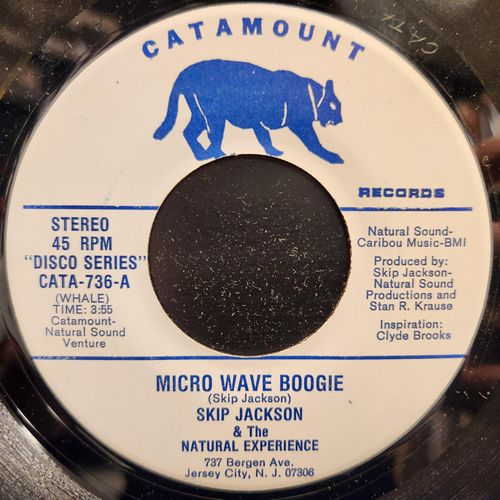 CATAMOUNT
RECORDS
STEREO
45 RPM
"DISCO SERIES"
CATA-736-A
(WHALE)
TIME: 3:55
Catamount-
Natural Sound
Venture
Natural Sound-
Caribou Music-BMI
Produced by:
Skip Jackson-
Natural Sound
Productions and
Stan R. Krause
Inspiration:
Clyde Brooks
MICRO WAVE BOOGIE
(Skip Jackson)
SKIP JACKSON
& The
NATURAL EXPERIENCE
737 Bergen Ave.
Jersey City, N. J. 07306